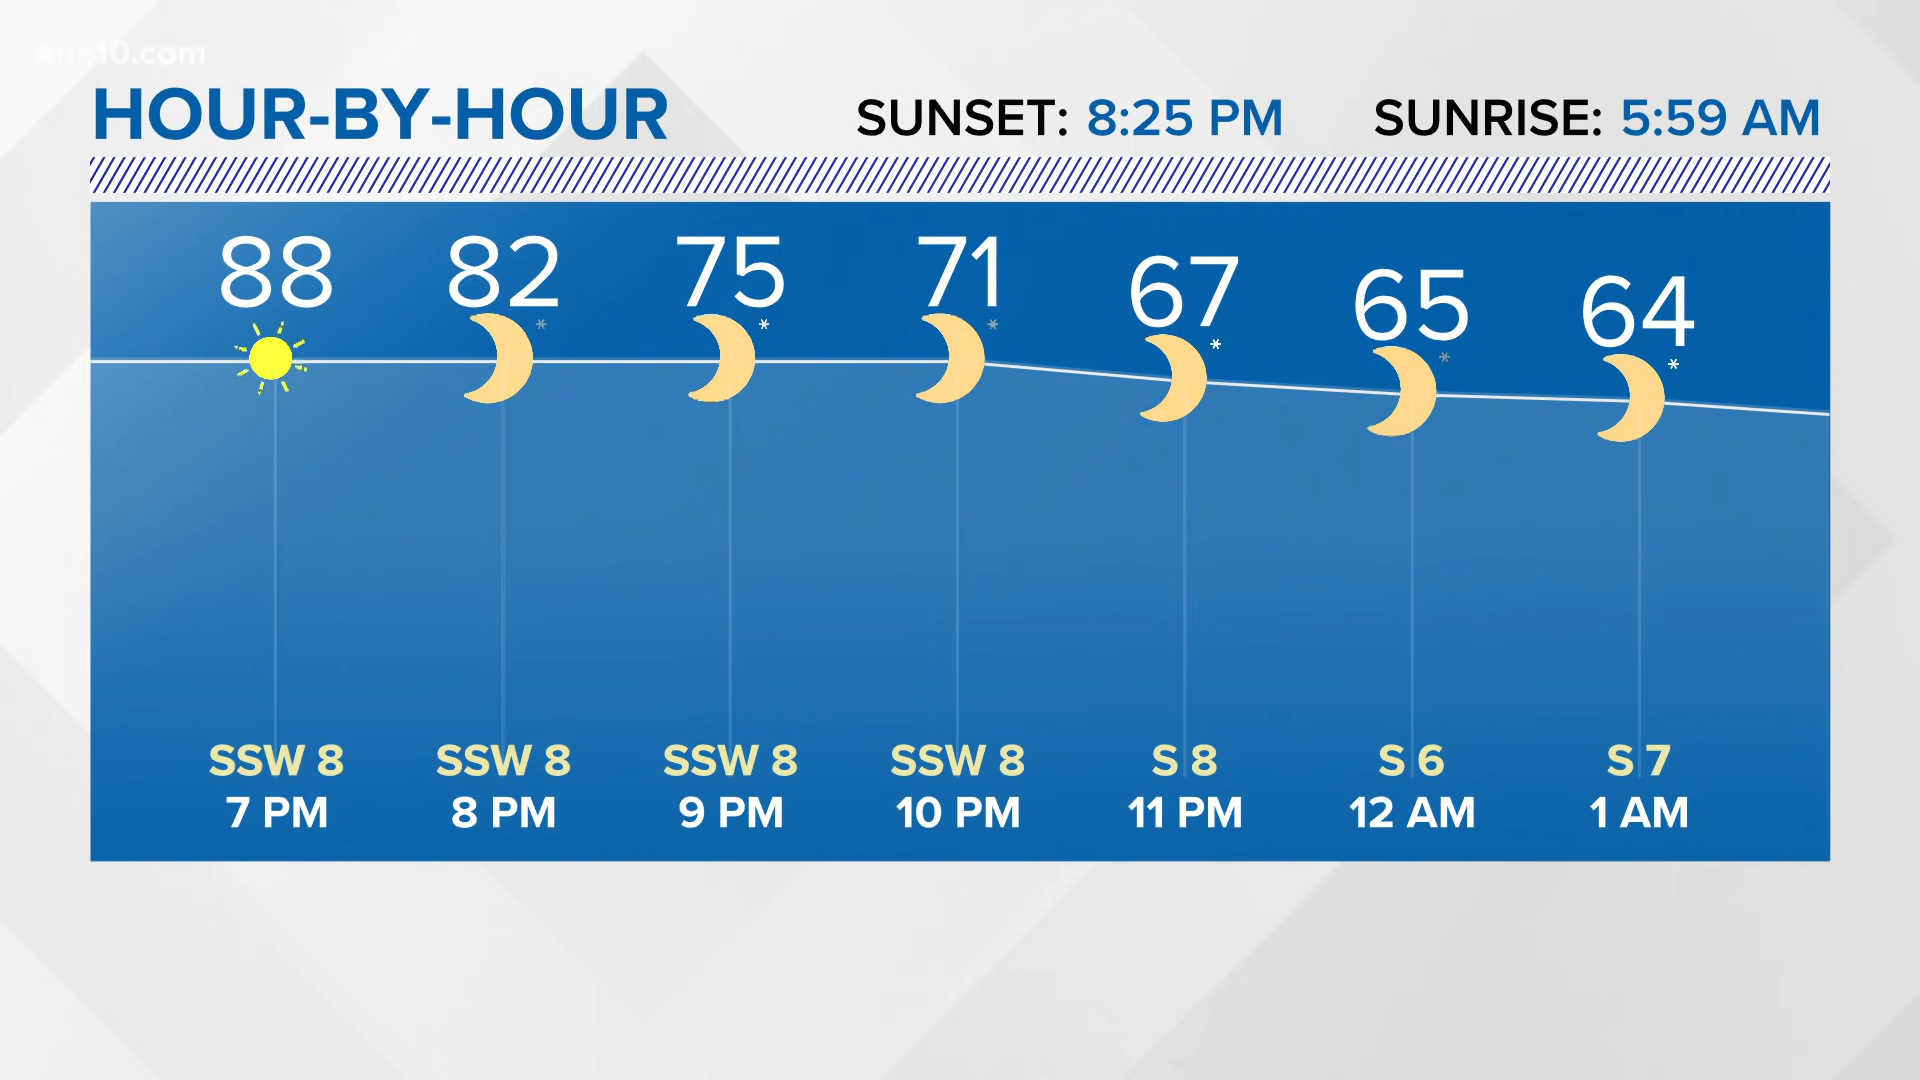 abc10.com
HOUR-BY-HOUR SUNSET: 8:25 PM SUNRISE: 5:59 AM
88 82 75 71 67 65 64
SSW 8 SSW 8 SSW 8 SSW 8 S 8 S 6 S 7
7 PM 8 PM 9 PM 10 PM 11 PM 12 AM 1 AM